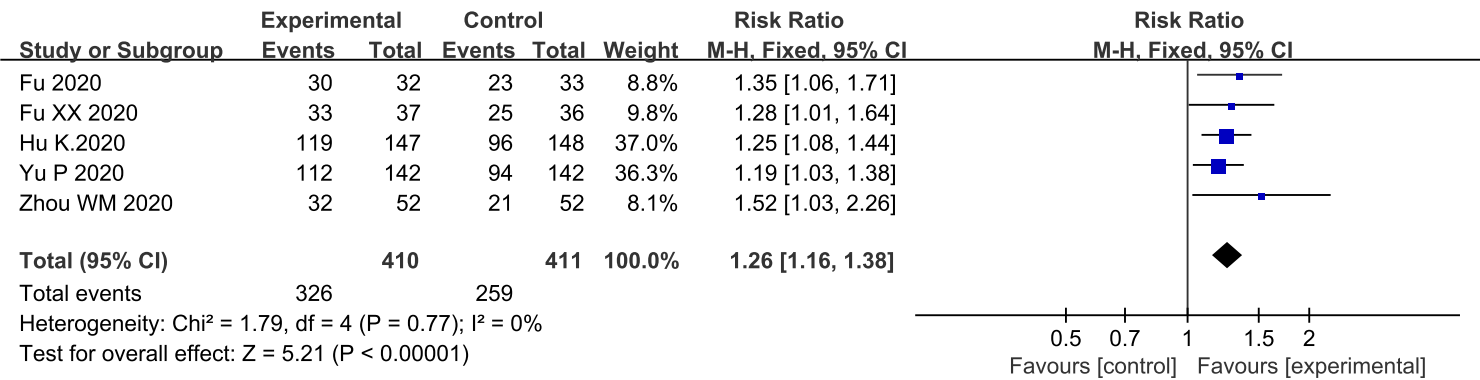 Experimental Control Risk Ratio Risk Ratio
Study or Subgroup Events Total Events Total Weight M-H, Fixed, 95% CI M-H, Fixed, 95% CI
Fu 2020 30 32 23 33 8.8% 1.35 [1.06, 1.71]
Fu XX 2020 33 37 25 36 9.8% 1.28 [1.01, 1.64]
Hu K.2020 119 147 96 148 37.0% 1.25 [1.08, 1.44]
Yu P 2020 112 142 94 142 36.3% 1.19 [1.03, 1.38]
Zhou WM 2020 32 52 21 52 8.1% 1.52 [1.03, 2.26]
Total (95% CI) 410 411 100.0% 1.26 [1.16, 1.38]
Total events 326 259
Heterogeneity: Chi² = 1.79, df = 4 (P = 0.77); I² = 0%
Test for overall effect: Z = 5.21 (P < 0.00001)
0.5 0.7 1 1.5 2
Favours [control] Favours [experimental]